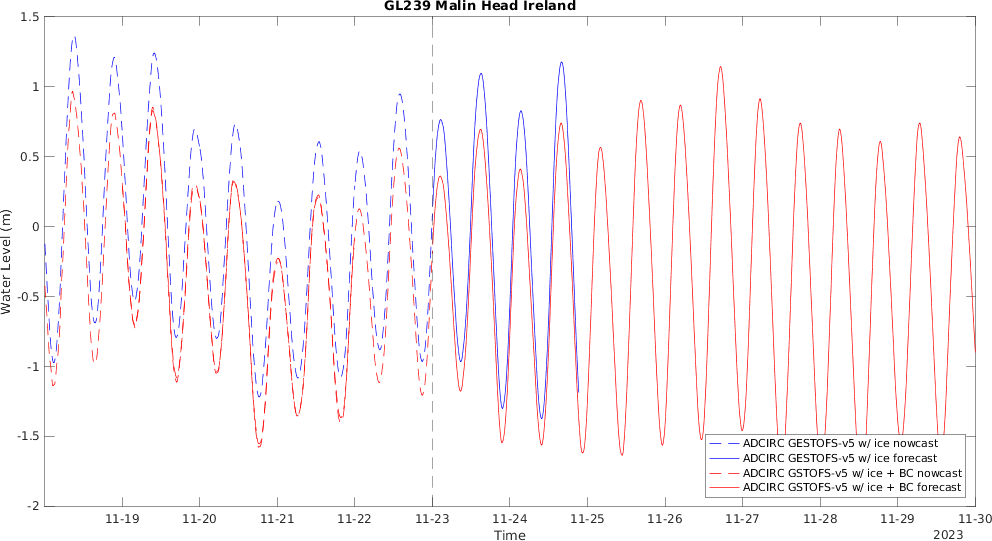 GL239 Malin Head Ireland
1.5
1
0.5
0
-0.5
-1
-1.5
-2
Water Level (m)
ADCIRC GESTOFS-v5 w/ ice nowcast
ADCIRC GESTOFS-v5 w/ ice forecast
ADCIRC GSTOFS-v5 w/ ice + BC nowcast
ADCIRC GSTOFS-v5 w/ ice + BC forecast
11-19 11-20 11-21 11-22 11-23 11-24 11-25 11-26 11-27 11-28 11-29 11-30
Time
2023